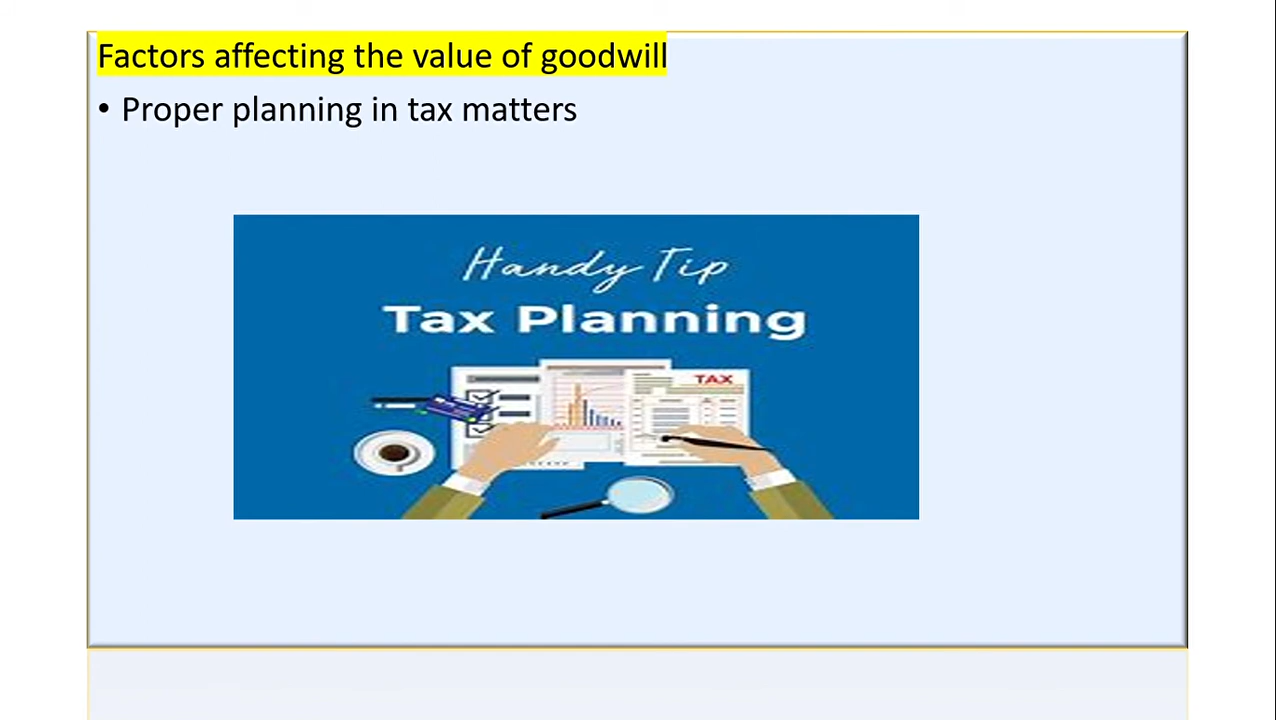 Factors affecting the value of goodwill
• Proper planning in tax matters
Handy Tip
Tax Planning
TAX